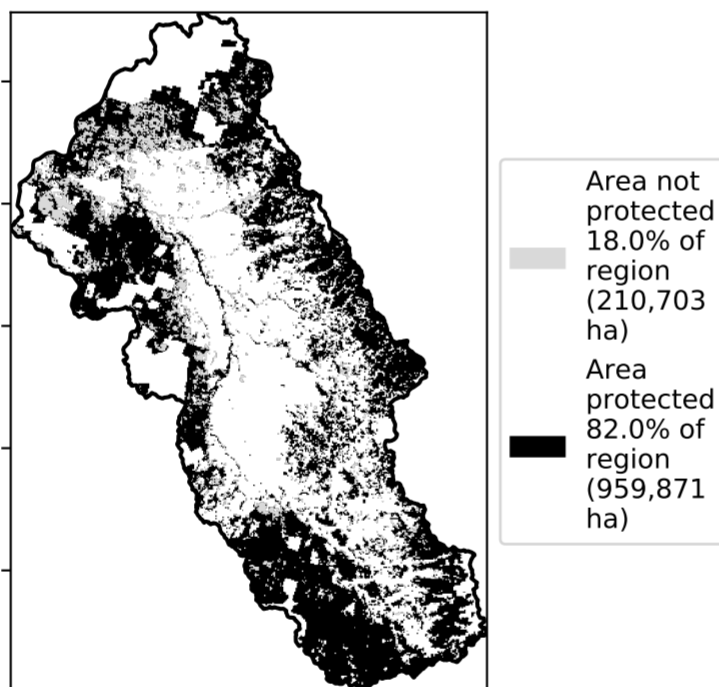 Area not
protected
18.0% of
region
(210,703
ha)
Area
protected
82.0% of
region
(959,871
ha)